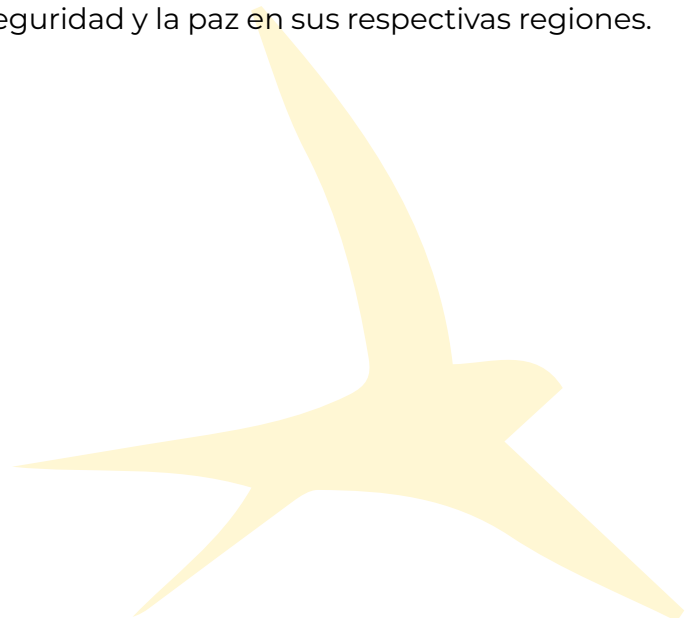 eguridad y la paz en sus respectivas regiones.